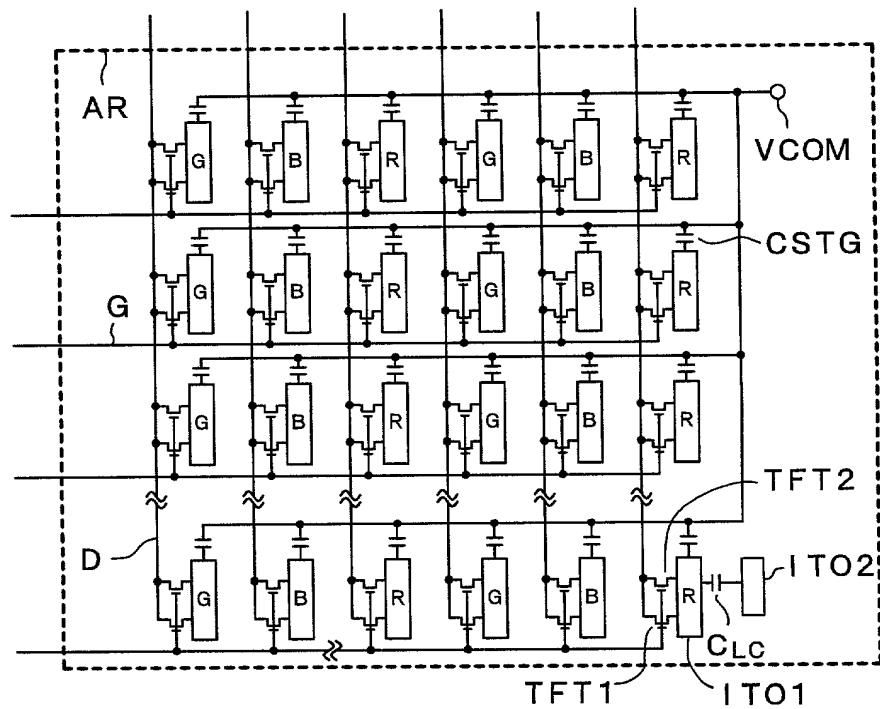 AR
VCOM
G B R G B R
CSTG
G B R G B R
G
G B R G B R
TFT2
D
G B R G B R
ITO2
CLC
TFT1
ITO1